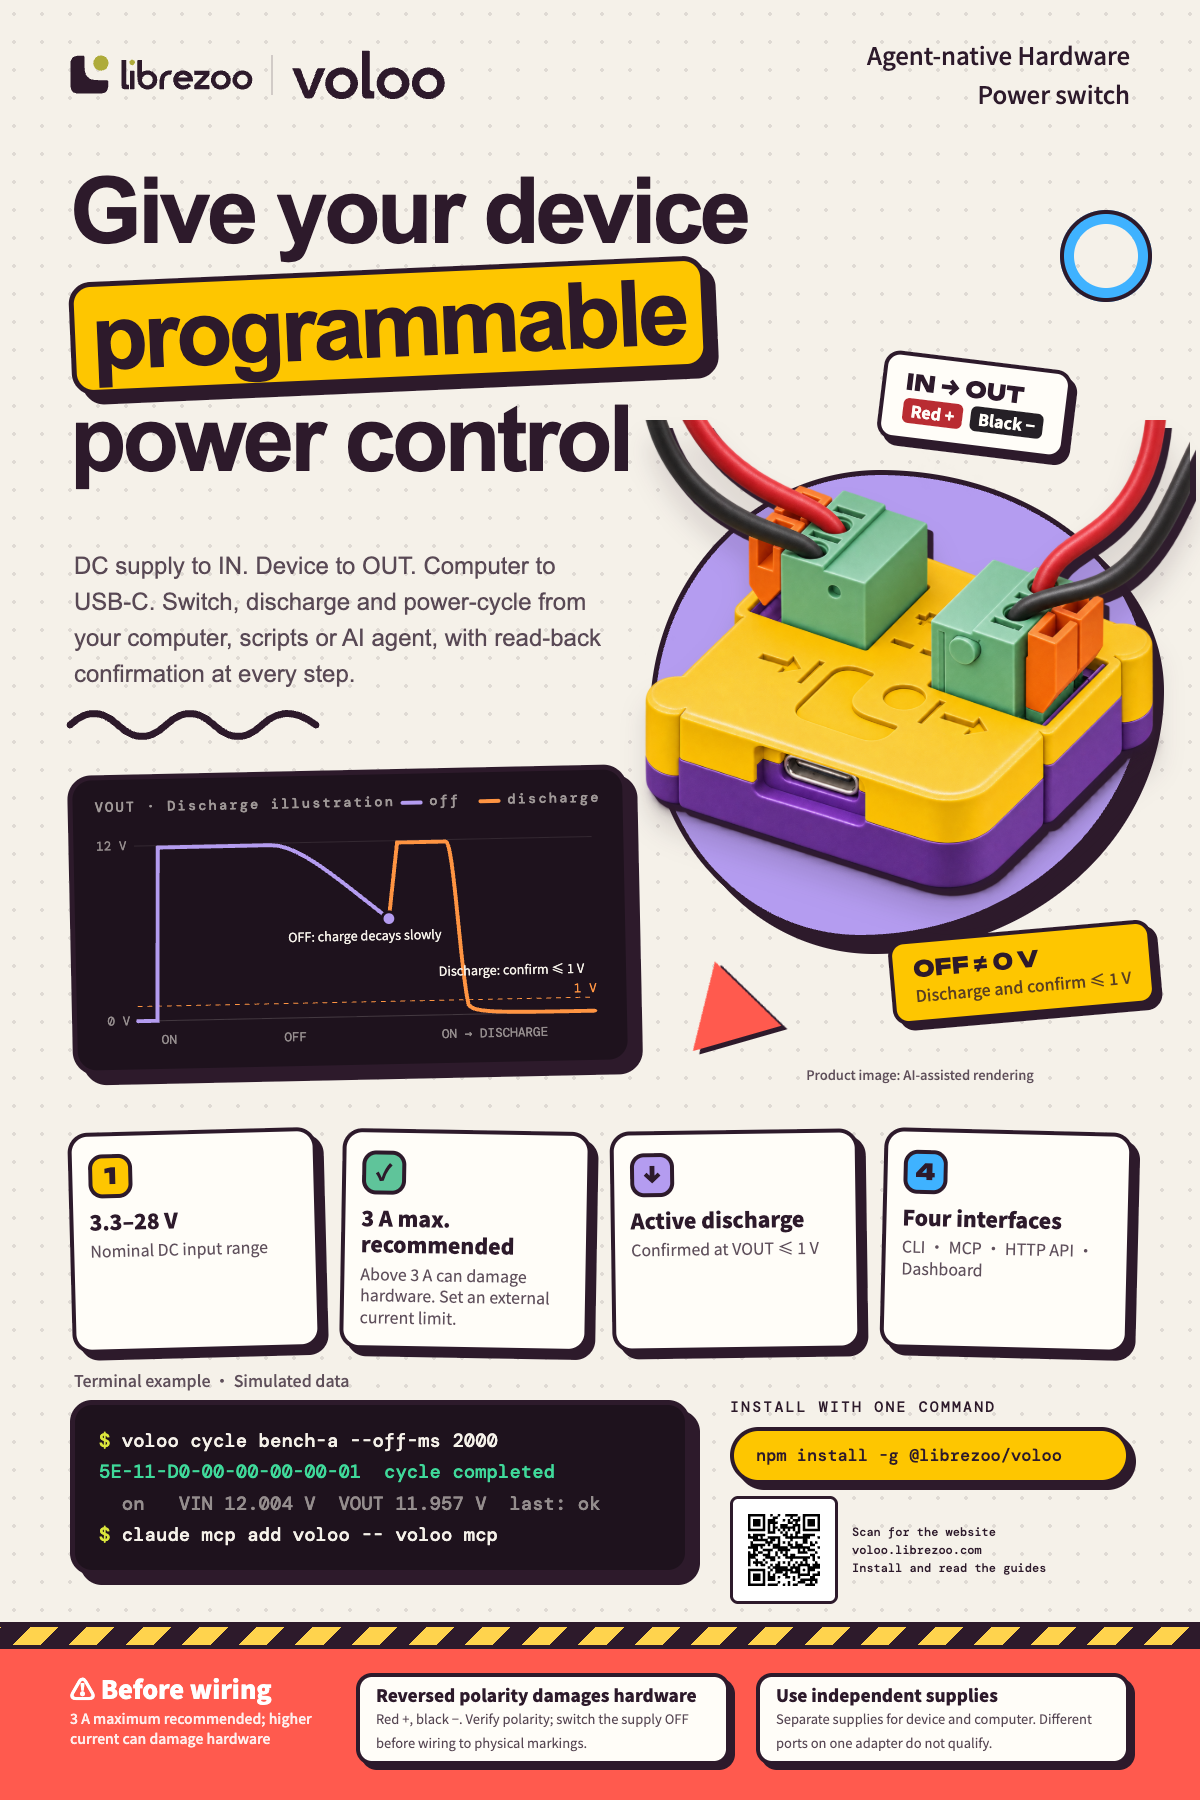 librezoo
voloo
Agent-native Hardware
Power switch
Give your device
programmable
power control
IN → OUT
Red +
Black −
DC supply to IN. Device to OUT. Computer to
USB-C. Switch, discharge and power-cycle from
your computer, scripts or AI agent, with read-back
confirmation at every step.
VOUT · Discharge illustration
off
discharge
12 V
OFF: charge decays slowly
Discharge: confirm ⩽ 1 V
1 V
0 V
ON
OFF
ON → DISCHARGE
OFF ≠ 0 V
Discharge and confirm ⩽ 1 V
Product image: AI-assisted rendering
1
3.3–28 V
Nominal DC input range
✓
3 A max.
recommended
Above 3 A can damage
hardware. Set an external
current limit.
↓
Active discharge
Confirmed at VOUT ⩽ 1 V
4
Four interfaces
CLI • MCP • HTTP API •
Dashboard
Terminal example • Simulated data
$ voloo cycle bench-a --off-ms 2000
5E-11-D0-00-00-00-00-01 cycle completed
on VIN 12.004 V VOUT 11.957 V last: ok
$ claude mcp add voloo -- voloo mcp
INSTALL WITH ONE COMMAND
npm install -g @librezoo/voloo
Scan for the website
voloo.librezoo.com
Install and read the guides
⚠ Before wiring
3 A maximum recommended; higher
current can damage hardware
Reversed polarity damages hardware
Red +, black −. Verify polarity; switch the supply OFF
before wiring to physical markings.
Use independent supplies
Separate supplies for device and computer. Different
ports on one adapter do not qualify.